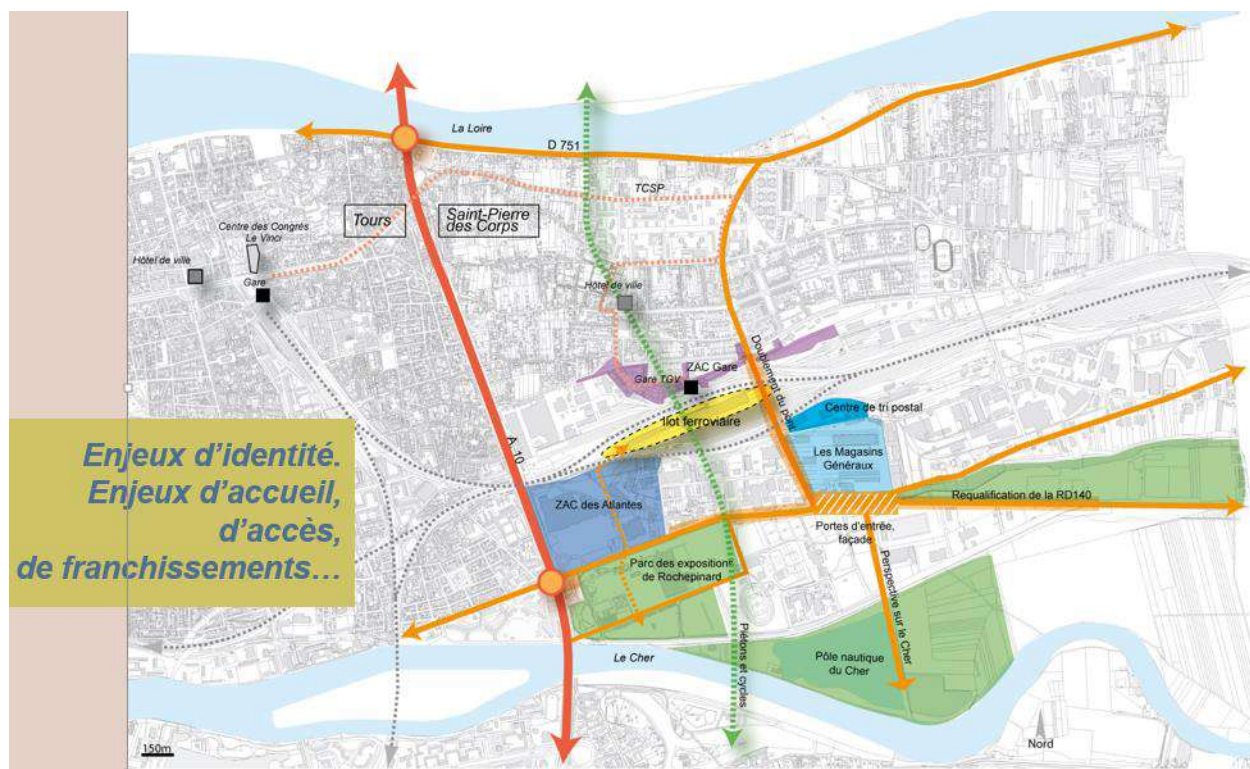 La Loire
D 751
TCSP
Tours
Saint-Pierre
des Corps
Centre des Congrés
Le Vinci
Hôtel de ville
Gare
Hôtel de ville
Gare TGV
ZAC Gare
Doublement du pont
Centre de tri postal
Ilot ferroviaire
A 10
Les Magasins
Généraux
Enjeux d'identité.
Enjeux d'accueil,
d'accès,
de franchissements…
ZAC des Atlantes
Requalification de la RD140
Portes d'entrée,
façade
Parc des expositions
de Rochepinard
Perspective sur le Cher
Le Cher
Piétons et cycles
Pôle nautique
du Cher
150m
Nord